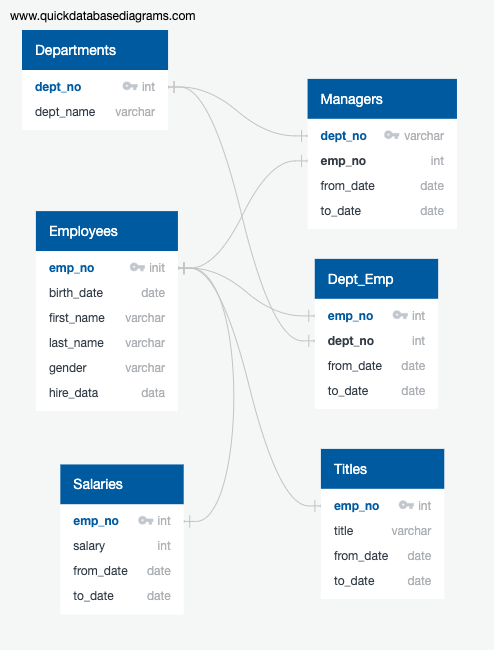 www.quickdatabasediagrams.com
Departments
dept_no int
dept_name varchar
Managers
dept_no varchar
emp_no int
from_date date
to_date date
Employees
emp_no init
birth_date date
first_name varchar
last_name varchar
gender varchar
hire_data data
Dept_Emp
emp_no int
dept_no int
from_date date
to_date date
Salaries
emp_no int
salary int
from_date date
to_date date
Titles
emp_no int
title varchar
from_date date
to_date date